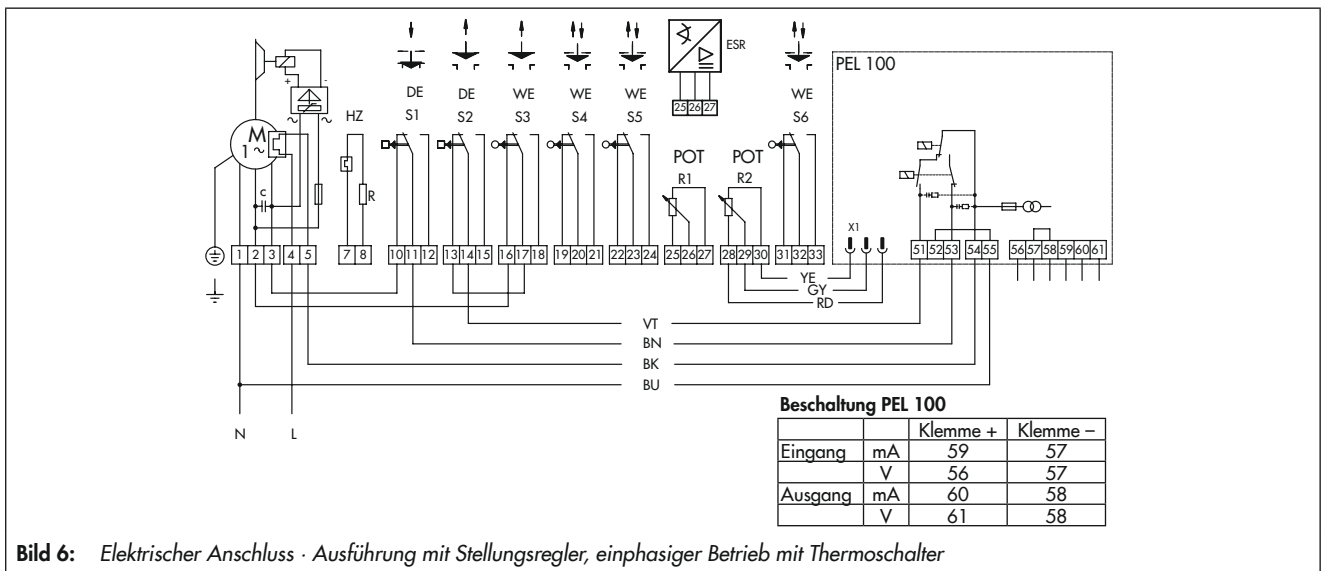 ESR
PEL 100
DE DE WE WE WE WE
HZ S1 S2 S3 S4 S5 S6
25 26 27
+ -
~ ~
M
1 ~
c
R
POT POT
R1 R2
X1
1 2 3 4 5 7 8 10 11 12 13 14 15 16 17 18 19 20 21 22 23 24 25 26 27 28 29 30 31 32 33
51 52 53 54 55 56 57 58 59 60 61
YE
GY
RD
VT
BN
BK
BU
N L
Beschaltung PEL 100
Klemme + Klemme –
Eingang mA 59 57
V 56 57
Ausgang mA 60 58
V 61 58
Bild 6: Elektrischer Anschluss · Ausführung mit Stellungsregler, einphasiger Betrieb mit Thermoschalter